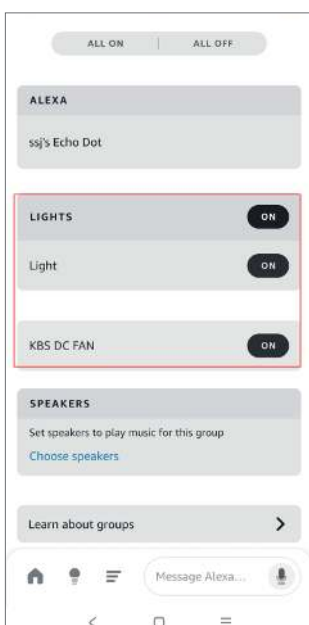 ALL ON | ALL OFF
ALEXA
ssj's Echo Dot
LIGHTS ON
Light ON
KBS DC FAN ON
SPEAKERS
Set speakers to play music for this group
Choose speakers
Learn about groups
Message Alexa...